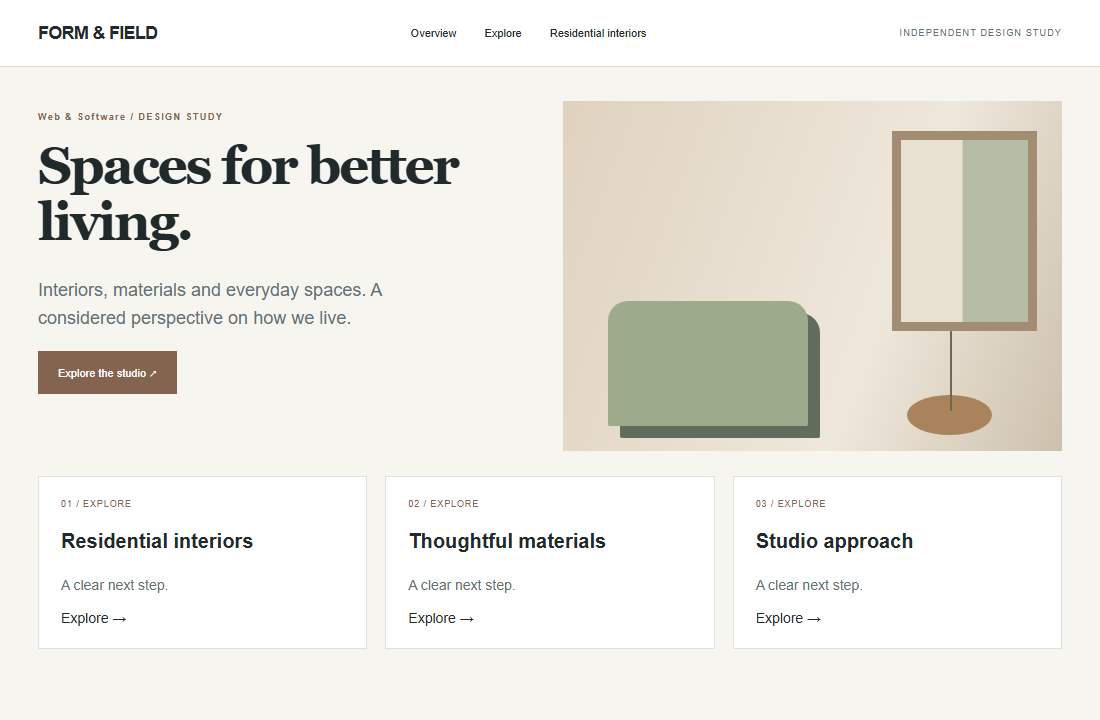 FORM & FIELD
Overview
Explore
Residential interiors
INDEPENDENT DESIGN STUDY
Web & Software / DESIGN STUDY
Spaces for better
living.
Interiors, materials and everyday spaces. A
considered perspective on how we live.
Explore the studio ↗
01 / EXPLORE
Residential interiors
A clear next step.
Explore →
02 / EXPLORE
Thoughtful materials
A clear next step.
Explore →
03 / EXPLORE
Studio approach
A clear next step.
Explore →